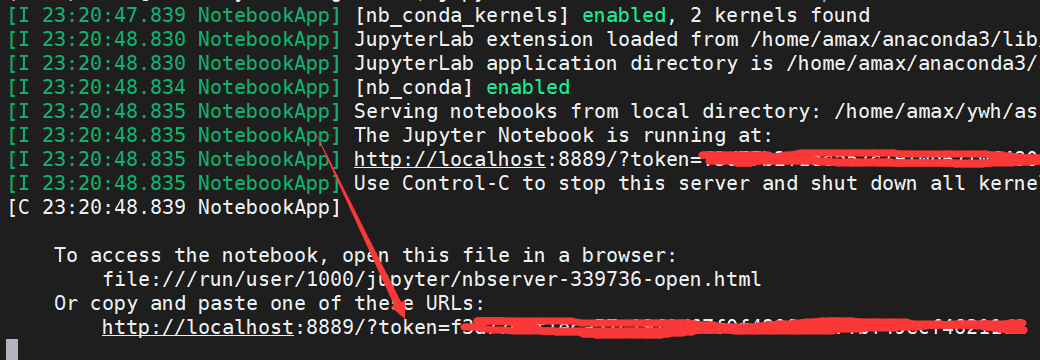 [I 23:20:47.839 NotebookApp] [nb_conda_kernels] enabled, 2 kernels found
[I 23:20:48.830 NotebookApp] JupyterLab extension loaded from /home/amax/anaconda3/lib/
[I 23:20:48.830 NotebookApp] JupyterLab application directory is /home/amax/anaconda3/
[I 23:20:48.834 NotebookApp] [nb_conda] enabled
[I 23:20:48.835 NotebookApp] Serving notebooks from local directory: /home/amax/ywh/as
[I 23:20:48.835 NotebookApp] The Jupyter Notebook is running at:
[I 23:20:48.835 NotebookApp] http://localhost:8889/?token=
[I 23:20:48.835 NotebookApp] Use Control-C to stop this server and shut down all kerne
[C 23:20:48.839 NotebookApp]
To access the notebook, open this file in a browser:
file:///run/user/1000/jupyter/nbserver-339736-open.html
Or copy and paste one of these URLs:
http://localhost:8889/?token=